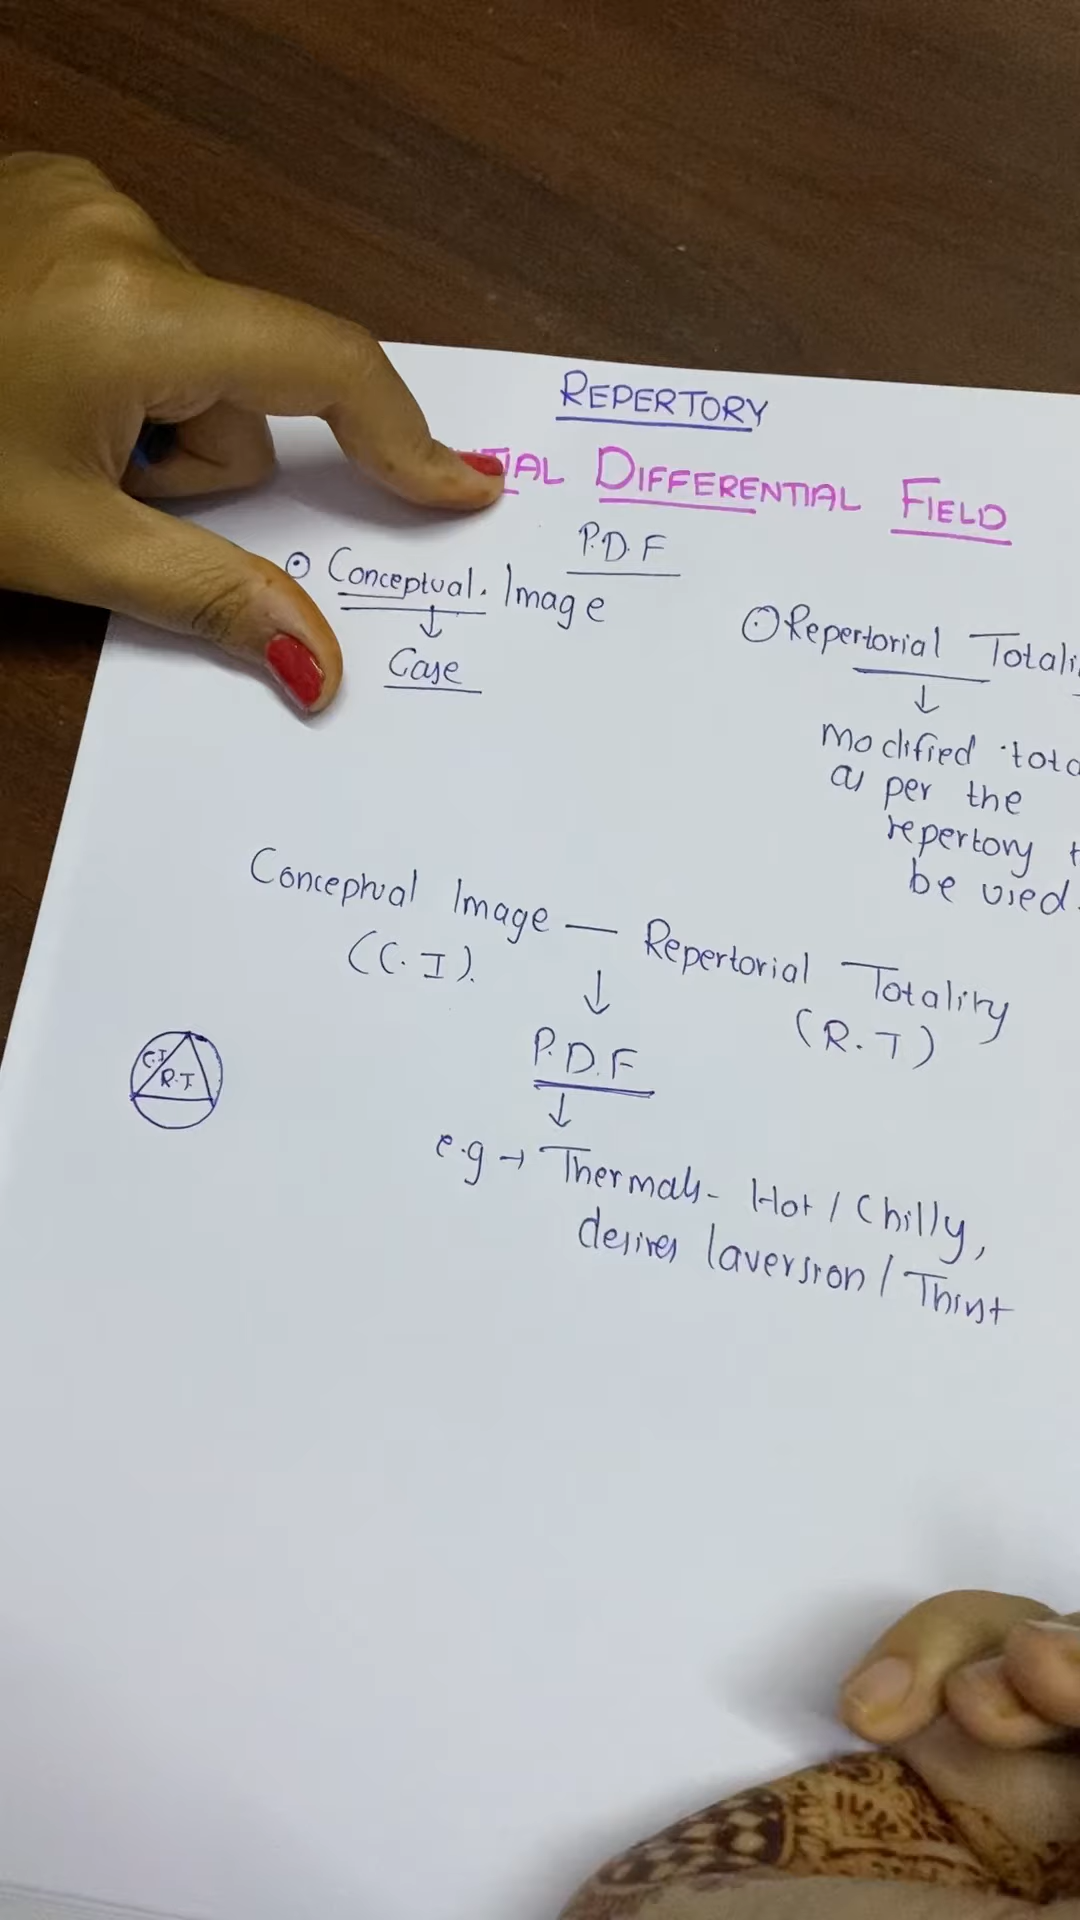 REPERTORY
TIAL DIFFERENTIAL FIELD
P.D.F
Conceptual. Image
Case
Repertorial Totali
modified tota
as per the
repertory t
be used.
Conceptual Image — Repertorial Totality
(C.I). (R.T)
P.D.F
e.g → Thermals - Hot / Chilly,
desires / aversion / Thirst
C.I
R.T.